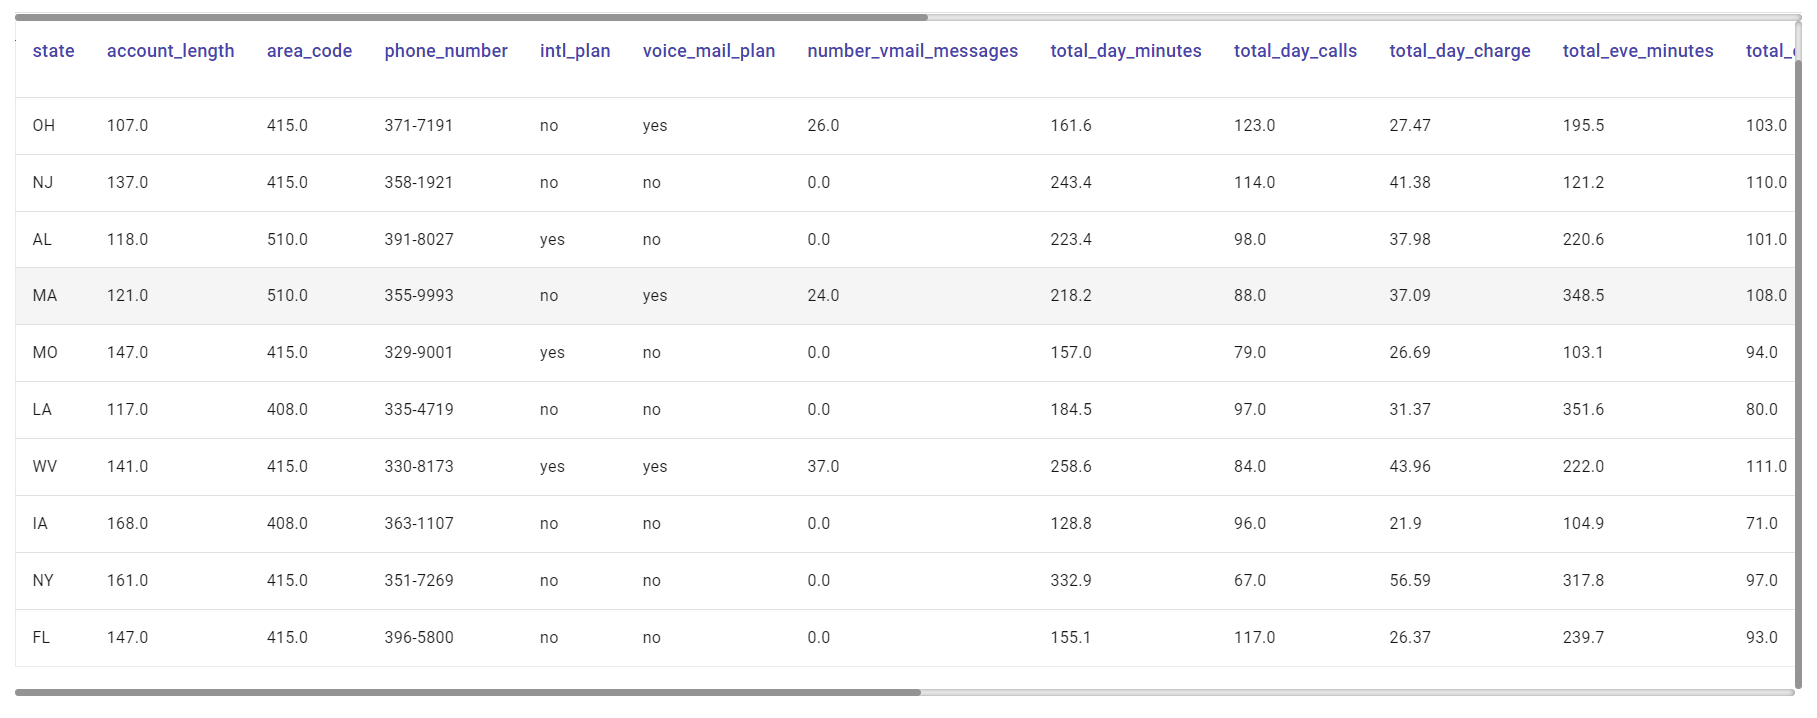 state account_length area_code phone_number intl_plan voice_mail_plan number_vmail_messages total_day_minutes total_day_calls total_day_charge total_eve_minutes total_
OH 107.0 415.0 371-7191 no yes 26.0 161.6 123.0 27.47 195.5 103.0
NJ 137.0 415.0 358-1921 no no 0.0 243.4 114.0 41.38 121.2 110.0
AL 118.0 510.0 391-8027 yes no 0.0 223.4 98.0 37.98 220.6 101.0
MA 121.0 510.0 355-9993 no yes 24.0 218.2 88.0 37.09 348.5 108.0
MO 147.0 415.0 329-9001 yes no 0.0 157.0 79.0 26.69 103.1 94.0
LA 117.0 408.0 335-4719 no no 0.0 184.5 97.0 31.37 351.6 80.0
WV 141.0 415.0 330-8173 yes yes 37.0 258.6 84.0 43.96 222.0 111.0
IA 168.0 408.0 363-1107 no no 0.0 128.8 96.0 21.9 104.9 71.0
NY 161.0 415.0 351-7269 no no 0.0 332.9 67.0 56.59 317.8 97.0
FL 147.0 415.0 396-5800 no no 0.0 155.1 117.0 26.37 239.7 93.0